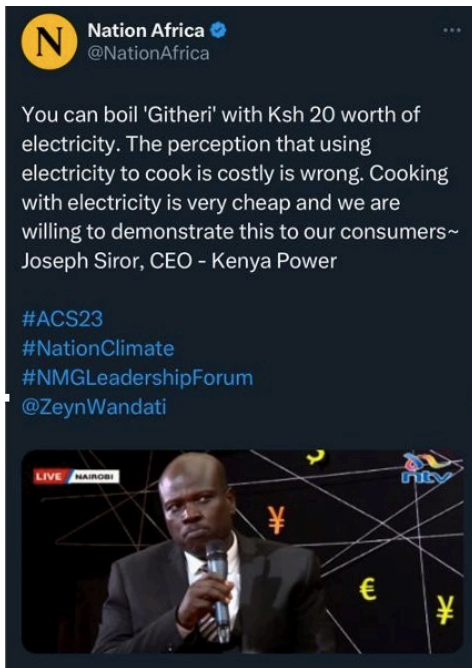 N
Nation Africa
@NationAfrica
You can boil 'Githeri' with Ksh 20 worth of
electricity. The perception that using
electricity to cook is costly is wrong. Cooking
with electricity is very cheap and we are
willing to demonstrate this to our consumers~
Joseph Siror, CEO - Kenya Power
#ACS23
#NationClimate
#NMGLeadershipForum
@ZeynWandati
LIVE NAIROBI
ntv
$
¥
€
¥